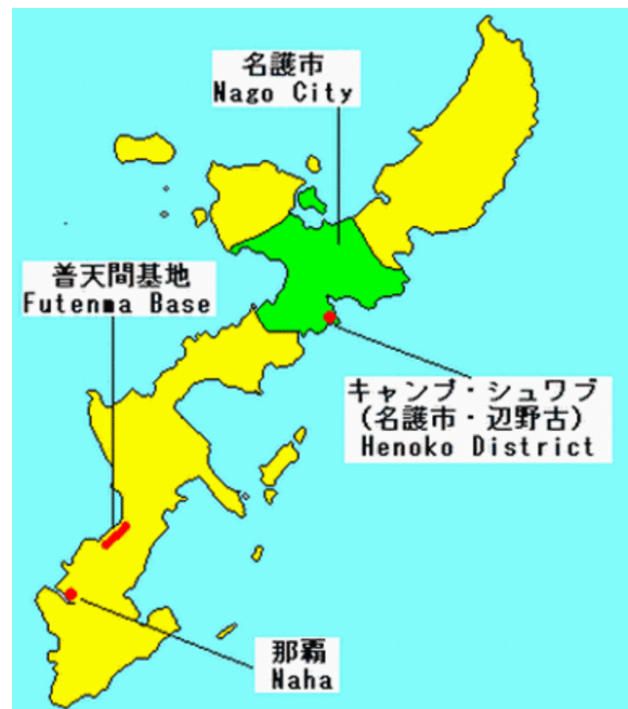 名護市
Nago City
普天間基地
Futenma Base
キャンプ・シュワブ
(名護市・辺野古)
Henoko District
那覇
Naha